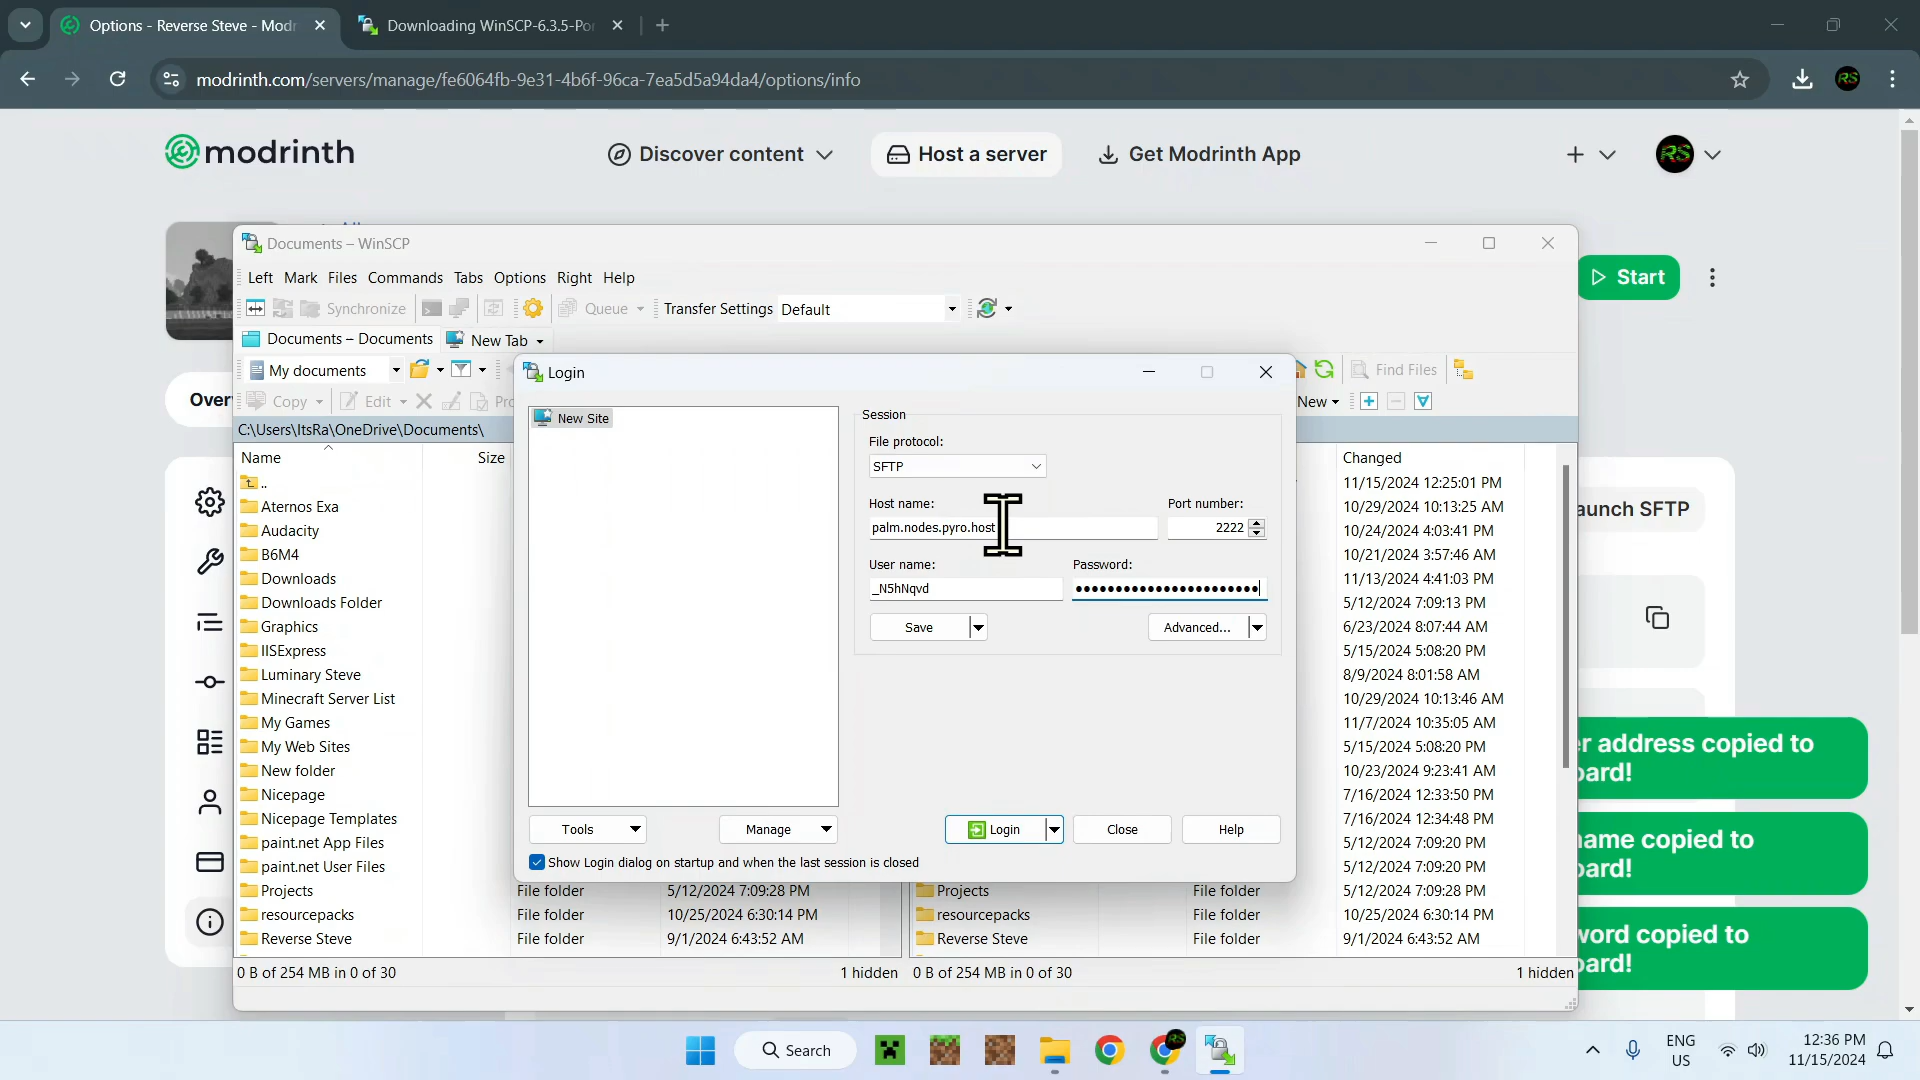 Options - Reverse Steve - Modr
Downloading WinSCP-6.3.5-Por
modrinth.com/servers/manage/fe6064fb-9e31-4b6f-96ca-7ea5d5a94da4/options/info
RS
modrinth
Discover content
Host a server
Get Modrinth App
RS
Documents – WinSCP
Left Mark Files Commands Tabs Options Right Help
Start
Synchronize
Queue
Transfer Settings Default
Documents – Documents
New Tab
My documents
Find Files
Login
Over
Copy
Edit
New
C:\Users\ItsRa\OneDrive\Documents\
Name Size
Changed
..
Aternos Exa
Audacity
B6M4
Downloads
Downloads Folder
Graphics
IISExpress
Luminary Steve
Minecraft Server List
My Games
My Web Sites
New folder
Nicepage
Nicepage Templates
paint.net App Files
paint.net User Files
Projects File folder 5/12/2024 7:09:28 PM
resourcepacks File folder 10/25/2024 6:30:14 PM
Reverse Steve File folder 9/1/2024 6:43:52 AM
0 B of 254 MB in 0 of 30
1 hidden
New Site
Session
File protocol:
SFTP
Host name: Port number:
palm.nodes.pyro.host 2222
User name: Password:
_N5hNqvd ●●●●●●●●●●●●●●●●●●●●●●●
Save
Advanced...
Tools
Manage
Login
Close
Help
Show Login dialog on startup and when the last session is closed
11/15/2024 12:25:01 PM
10/29/2024 10:13:25 AM
10/24/2024 4:03:41 PM
10/21/2024 3:57:46 AM
11/13/2024 4:41:03 PM
5/12/2024 7:09:13 PM
6/23/2024 8:07:44 AM
5/15/2024 5:08:20 PM
8/9/2024 8:01:58 AM
10/29/2024 10:13:46 AM
11/7/2024 10:35:05 AM
5/15/2024 5:08:20 PM
10/23/2024 9:23:41 AM
7/16/2024 12:33:50 PM
7/16/2024 12:34:48 PM
5/12/2024 7:09:20 PM
5/12/2024 7:09:20 PM
Projects File folder 5/12/2024 7:09:28 PM
resourcepacks File folder 10/25/2024 6:30:14 PM
Reverse Steve File folder 9/1/2024 6:43:52 AM
0 B of 254 MB in 0 of 30
1 hidden
aunch SFTP
er address copied to
oard!
name copied to
oard!
word copied to
oard!
Search
RS
ENG
US
12:36 PM
11/15/2024